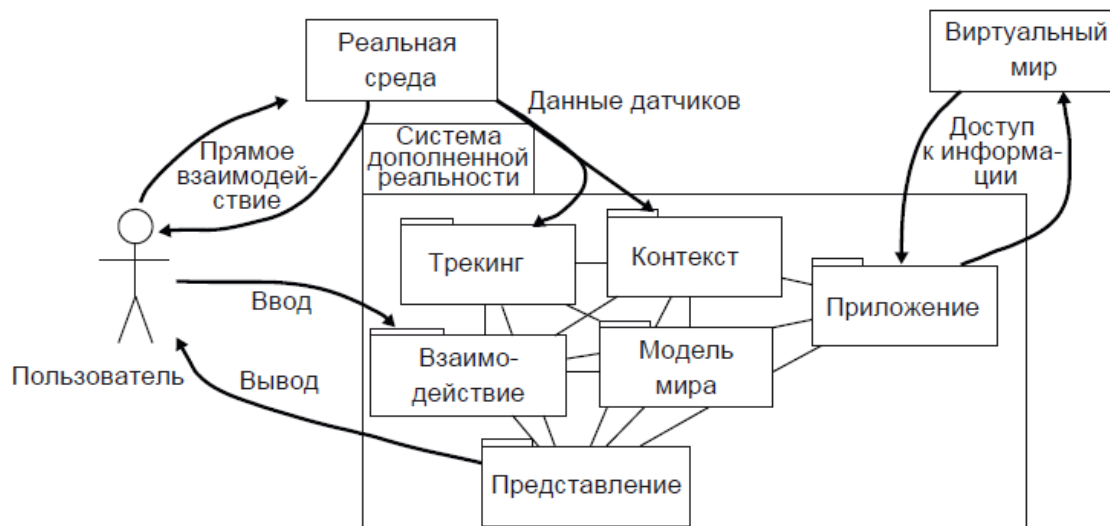 Реальная
среда
Виртуальный
мир
Данные датчиков
Прямое
взаимодей-
ствие
Система
дополненной
реальности
Доступ
к информа-
ции
Трекинг
Контекст
Приложение
Ввод
Взаимо-
действие
Модель
мира
Пользователь
Вывод
Представление